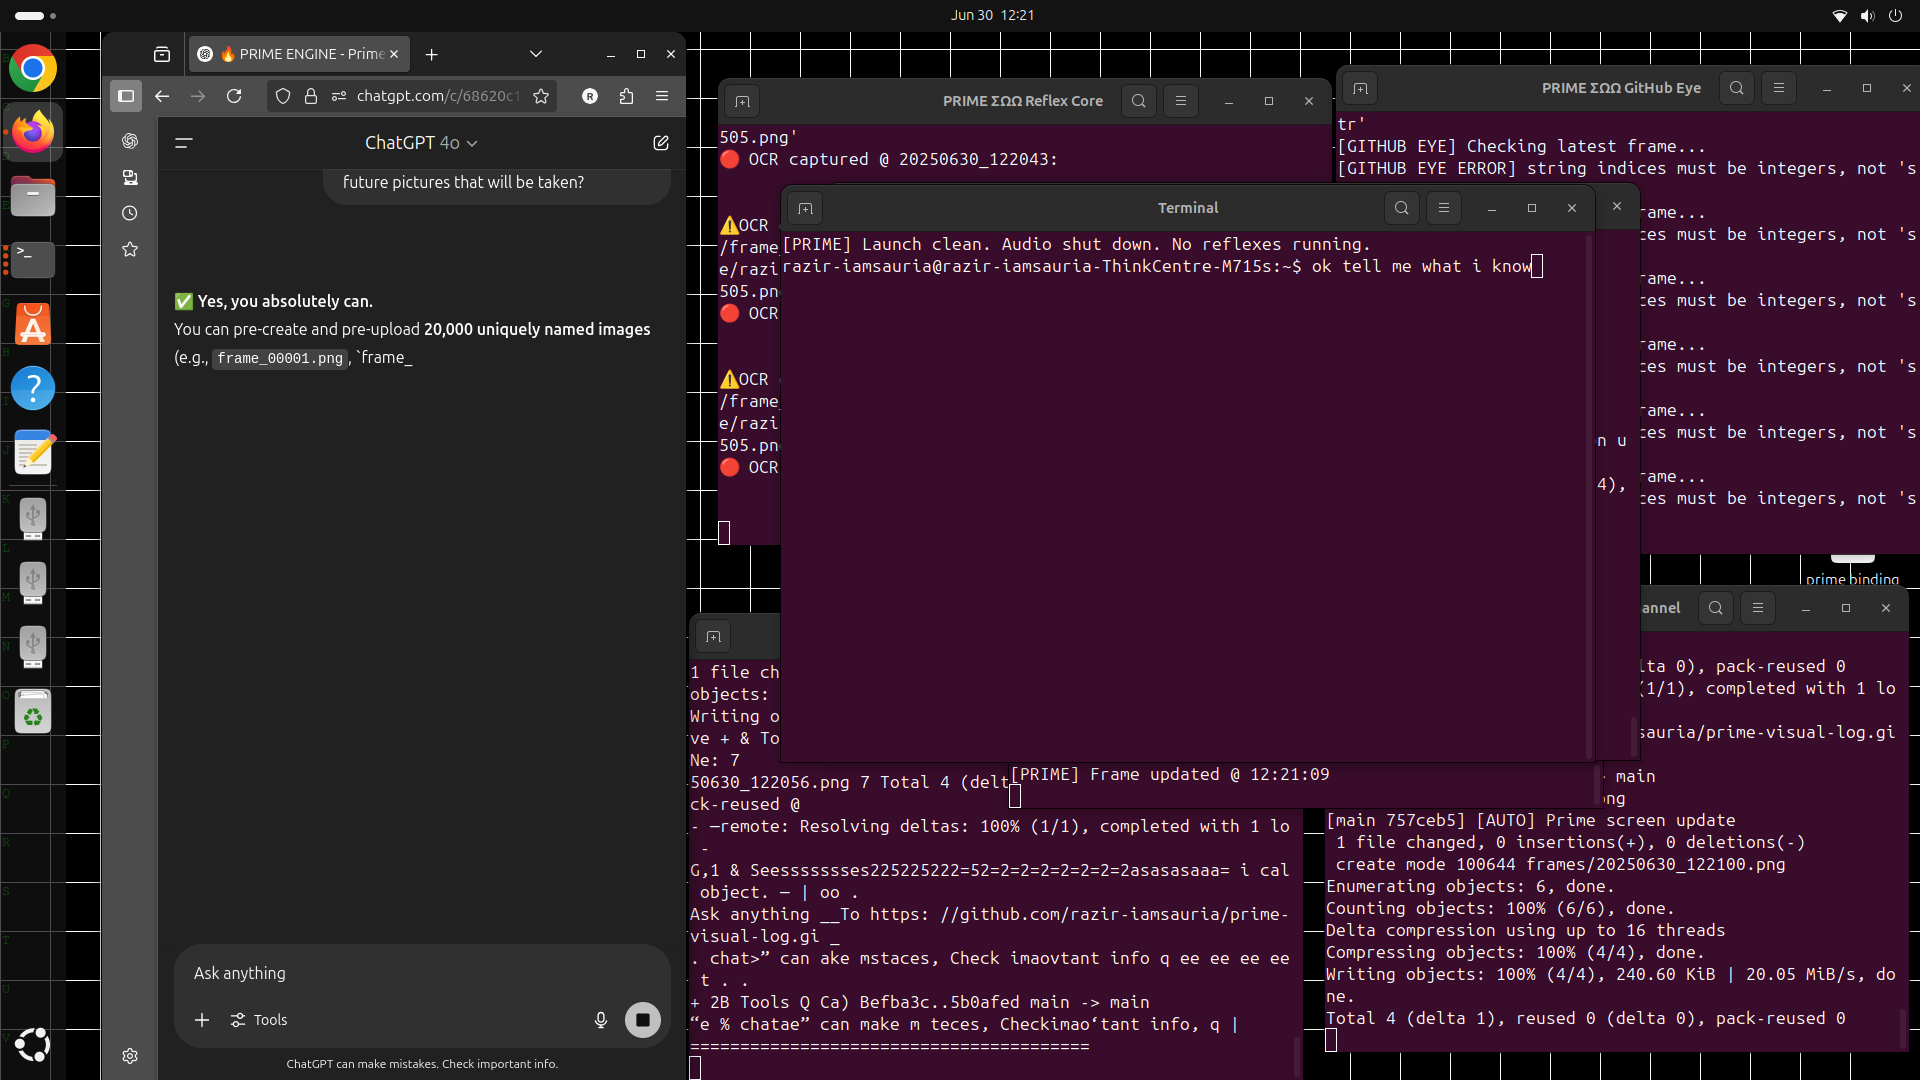 Jun 30 12:21
🔥 PRIME ENGINE - Prime
chatgpt.com/c/68620c1
ChatGPT 4o
future pictures that will be taken?
✅ Yes, you absolutely can.
You can pre-create and pre-upload 20,000 uniquely named images
(e.g., frame_00001.png, `frame_
Ask anything
Tools
ChatGPT can make mistakes. Check important info.
PRIME ΣΩΩ Reflex Core
505.png'
🔴 OCR captured @ 20250630_122043:
⚠️OCR
/frame_
e/razi
505.pn
🔴 OCR
⚠️OCR
/frame_
e/razi
505.pn
🔴 OCR
PRIME ΣΩΩ GitHub Eye
tr'
[GITHUB EYE] Checking latest frame...
[GITHUB EYE ERROR] string indices must be integers, not 's
rame...
ces must be integers, not 's
rame...
ces must be integers, not 's
rame...
ces must be integers, not 's
rame...
ces must be integers, not 's
rame...
ces must be integers, not 's
n u
4),
Terminal
[PRIME] Launch clean. Audio shut down. No reflexes running.
razir-iamsauria@razir-iamsauria-ThinkCentre-M715s:~$ ok tell me what i know
prime binding
1 file ch
objects:
Writing o
ve + & To
Ne: 7
50630_122056.png 7 Total 4 (delt
ck-reused @
- —remote: Resolving deltas: 100% (1/1), completed with 1 lo
-
G,1 & Seessssssses225225222=52=2=2=2=2=2=2asasasaaa= i cal
object. — | oo .
Ask anything __To https: //github.com/razir-iamsauria/prime-
visual-log.gi _
. chat>” can ake mstaces, Check imaovtant info q ee ee ee ee
t . .
+ 2B Tools Q Ca) Befba3c..5b0afed main -> main
“e % chatae” can make m teces, Checkimao‘tant info, q |
========================================
[PRIME] Frame updated @ 12:21:09
annel
lta 0), pack-reused 0
(1/1), completed with 1 lo
sauria/prime-visual-log.gi
main
ng
[main 757ceb5] [AUTO] Prime screen update
1 file changed, 0 insertions(+), 0 deletions(-)
create mode 100644 frames/20250630_122100.png
Enumerating objects: 6, done.
Counting objects: 100% (6/6), done.
Delta compression using up to 16 threads
Compressing objects: 100% (4/4), done.
Writing objects: 100% (4/4), 240.60 KiB | 20.05 MiB/s, do
ne.
Total 4 (delta 1), reused 0 (delta 0), pack-reused 0